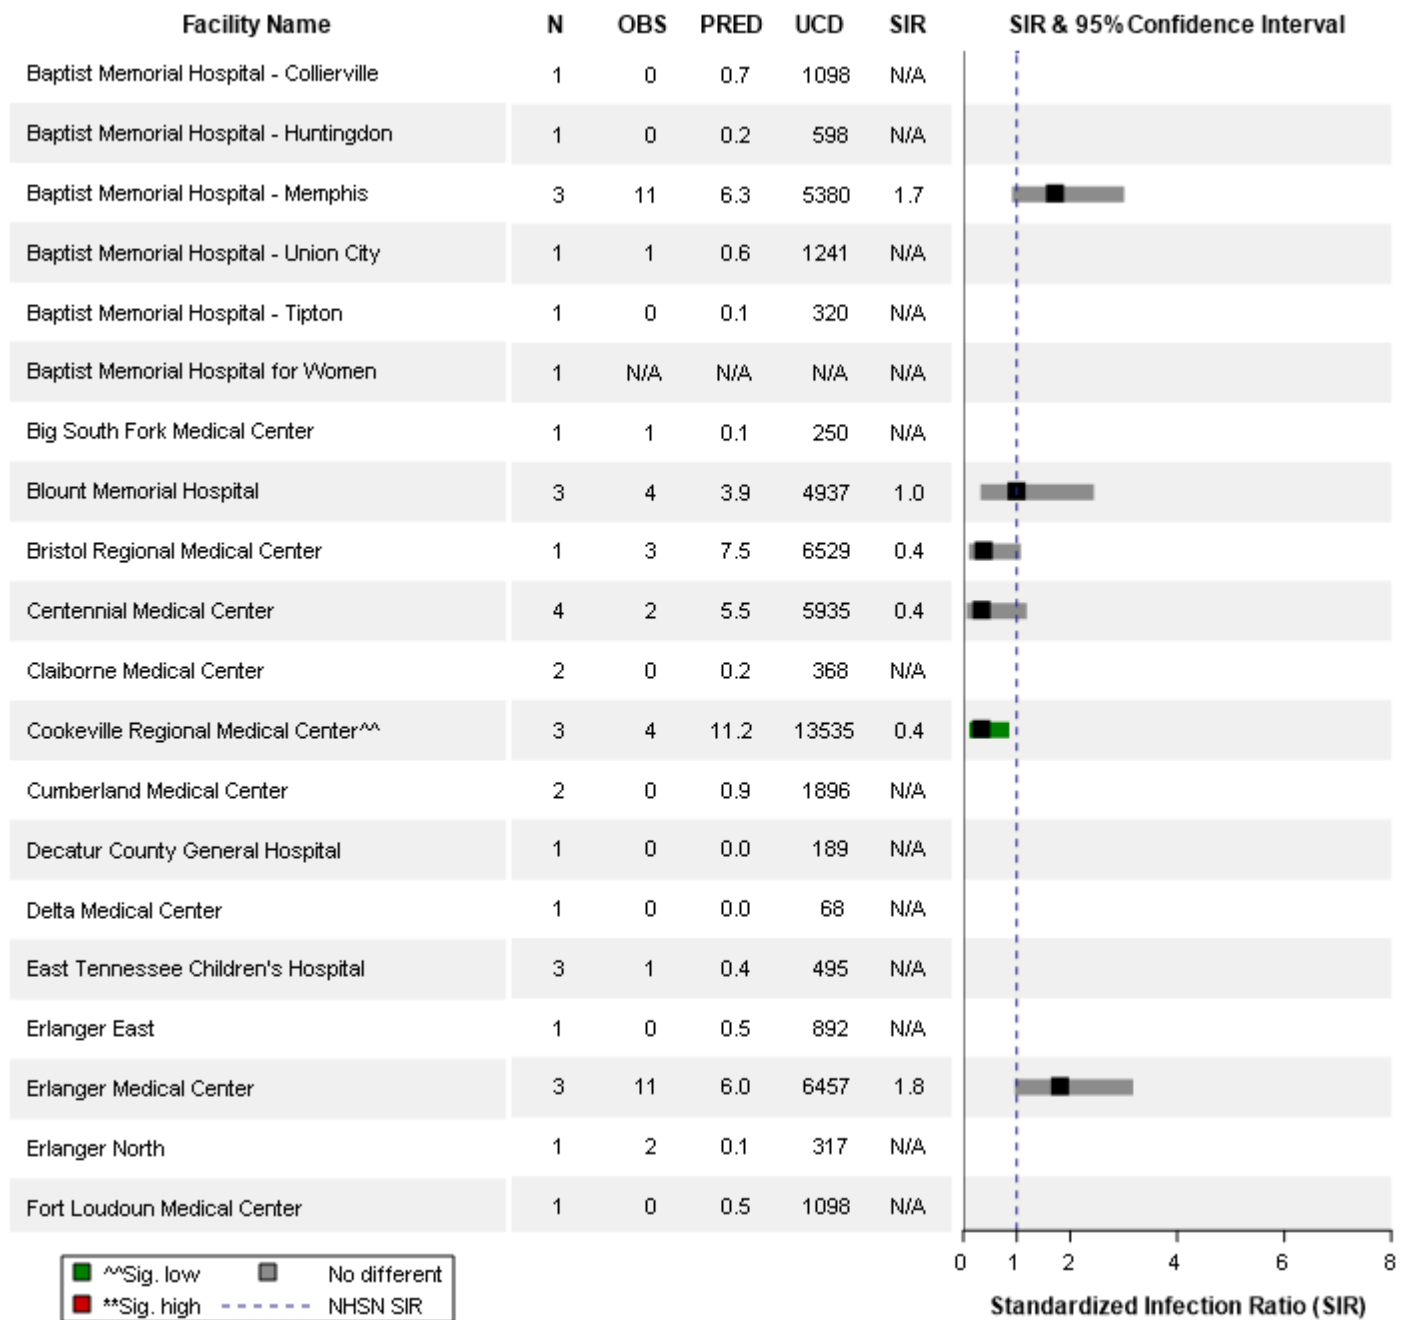 Facility Name N OBS PRED UCD SIR SIR & 95% Confidence Interval
Baptist Memorial Hospital - Collierville 1 0 0.7 1098 N/A
Baptist Memorial Hospital - Huntingdon 1 0 0.2 598 N/A
Baptist Memorial Hospital - Memphis 3 11 6.3 5380 1.7
Baptist Memorial Hospital - Union City 1 1 0.6 1241 N/A
Baptist Memorial Hospital - Tipton 1 0 0.1 320 N/A
Baptist Memorial Hospital for Women 1 N/A N/A N/A N/A
Big South Fork Medical Center 1 1 0.1 250 N/A
Blount Memorial Hospital 3 4 3.9 4937 1.0
Bristol Regional Medical Center 1 3 7.5 6529 0.4
Centennial Medical Center 4 2 5.5 5935 0.4
Claiborne Medical Center 2 0 0.2 368 N/A
Cookeville Regional Medical Center^^ 3 4 11.2 13535 0.4
Cumberland Medical Center 2 0 0.9 1896 N/A
Decatur County General Hospital 1 0 0.0 189 N/A
Delta Medical Center 1 0 0.0 68 N/A
East Tennessee Children's Hospital 3 1 0.4 495 N/A
Erlanger East 1 0 0.5 892 N/A
Erlanger Medical Center 3 11 6.0 6457 1.8
Erlanger North 1 2 0.1 317 N/A
Fort Loudoun Medical Center 1 0 0.5 1098 N/A
0 1 2 4 6 8
^^Sig. low No different
**Sig. high NHSN SIR
Standardized Infection Ratio (SIR)